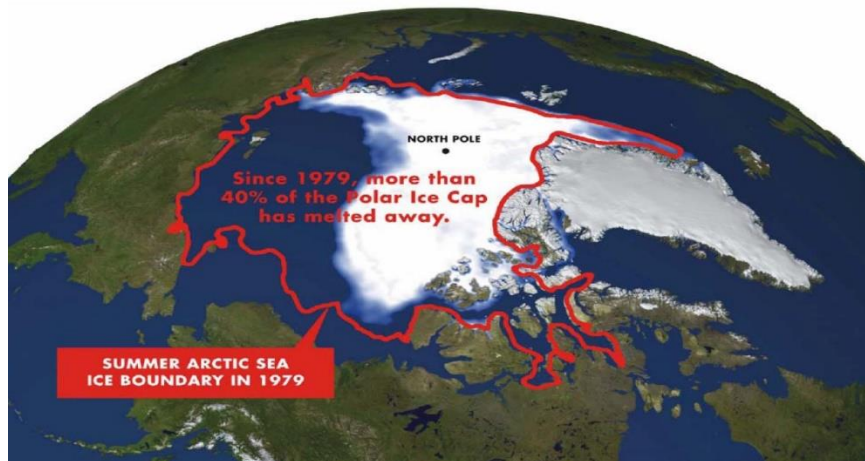 NORTH POLE
Since 1979, more than
40% of the Polar Ice Cap
has melted away.
SUMMER ARCTIC SEA
ICE BOUNDARY IN 1979